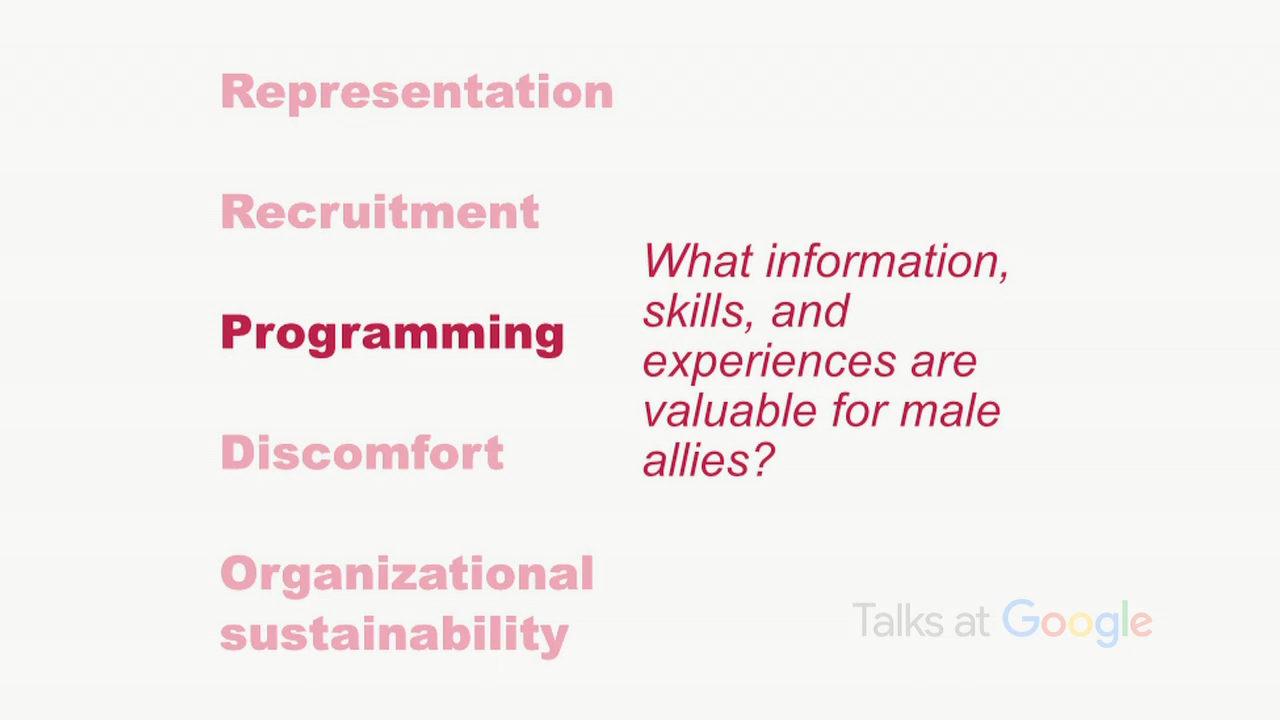 Representation
Recruitment
Programming
What information,
skills, and
experiences are
valuable for male
allies?
Discomfort
Organizational
sustainability
Talks at Google